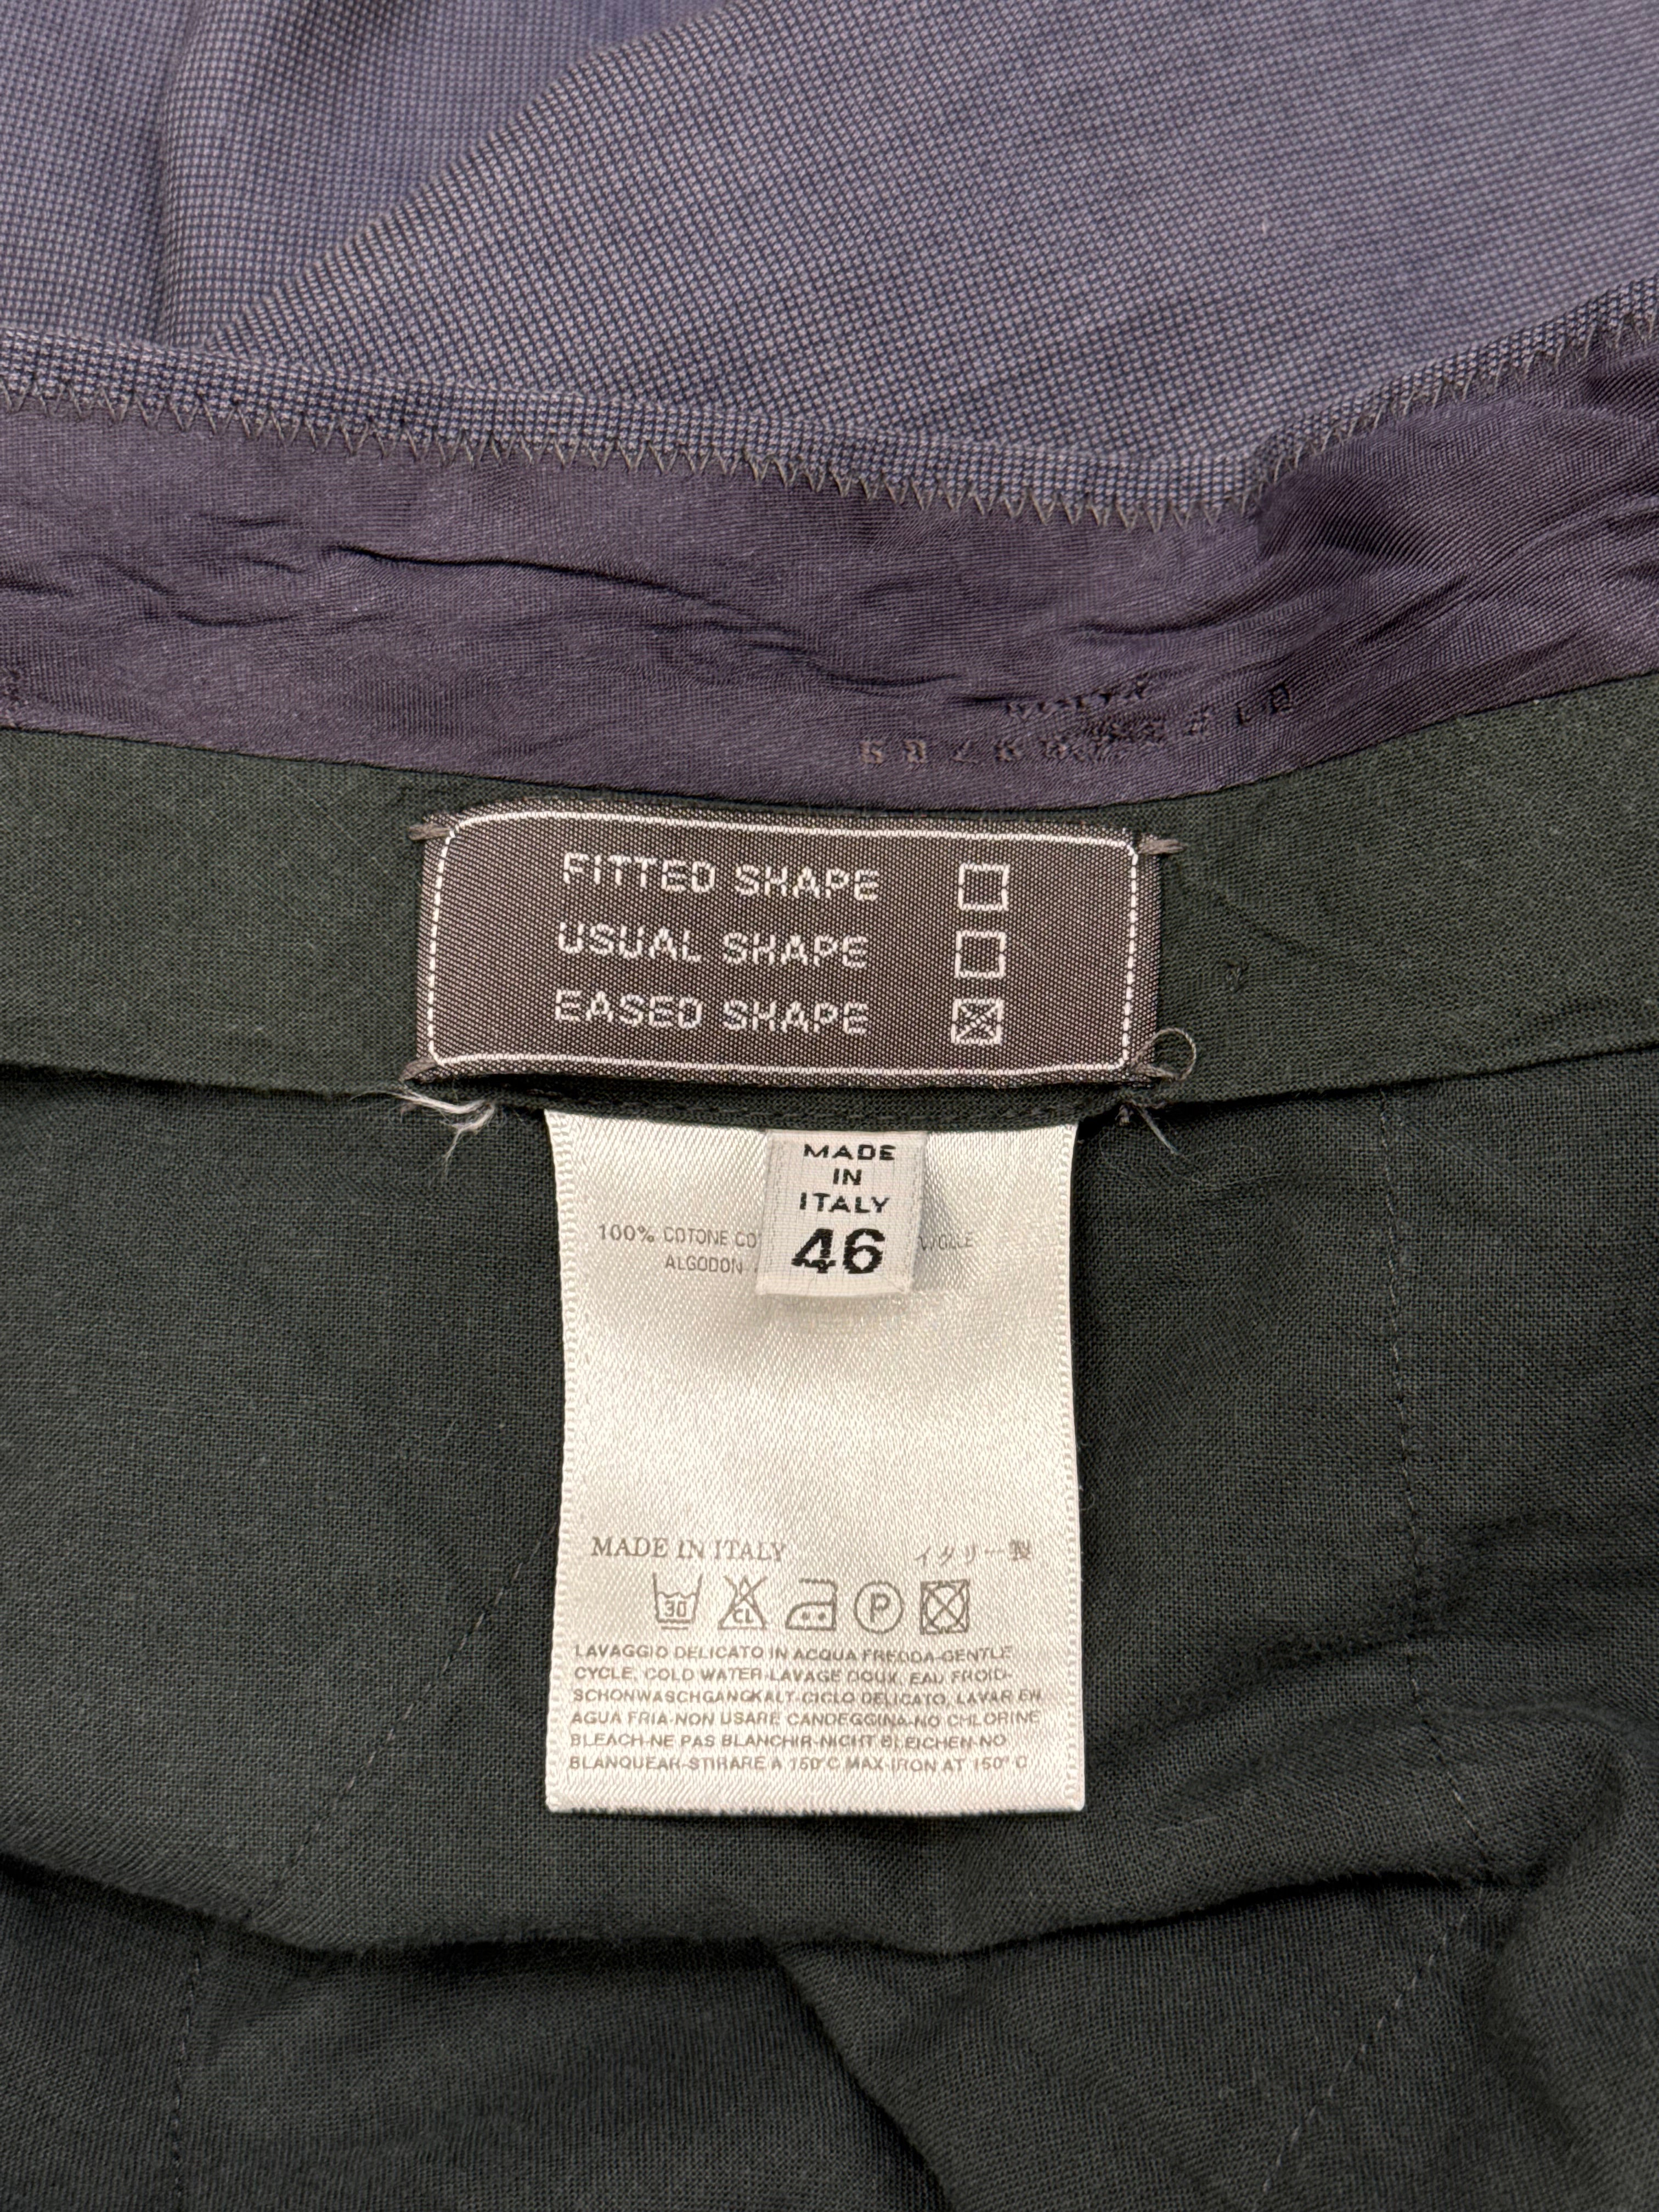 FITTED SHAPE
USUAL SHAPE
EASED SHAPE
MADE
IN
ITALY
46
100% COTONE
ALGODON
MADE IN ITALY イタリー製
30 CL P
LAVAGGIO DELICATO IN ACQUA FREDDA-GENTLE
CYCLE, COLD WATER-LAVAGE DOUX, EAU FROID-
SCHONWASCHGANGKALT-CICLO DELICATO, LAVAR EN
AGUA FRIA-NON USARE CANDEGGINA-NO CHLORINE
BLEACH-NE PAS BLANCHIR-NICHT BLEICHEN-NO
BLANQUEAR-STIRARE A 150°C MAX-IRON AT 150° C